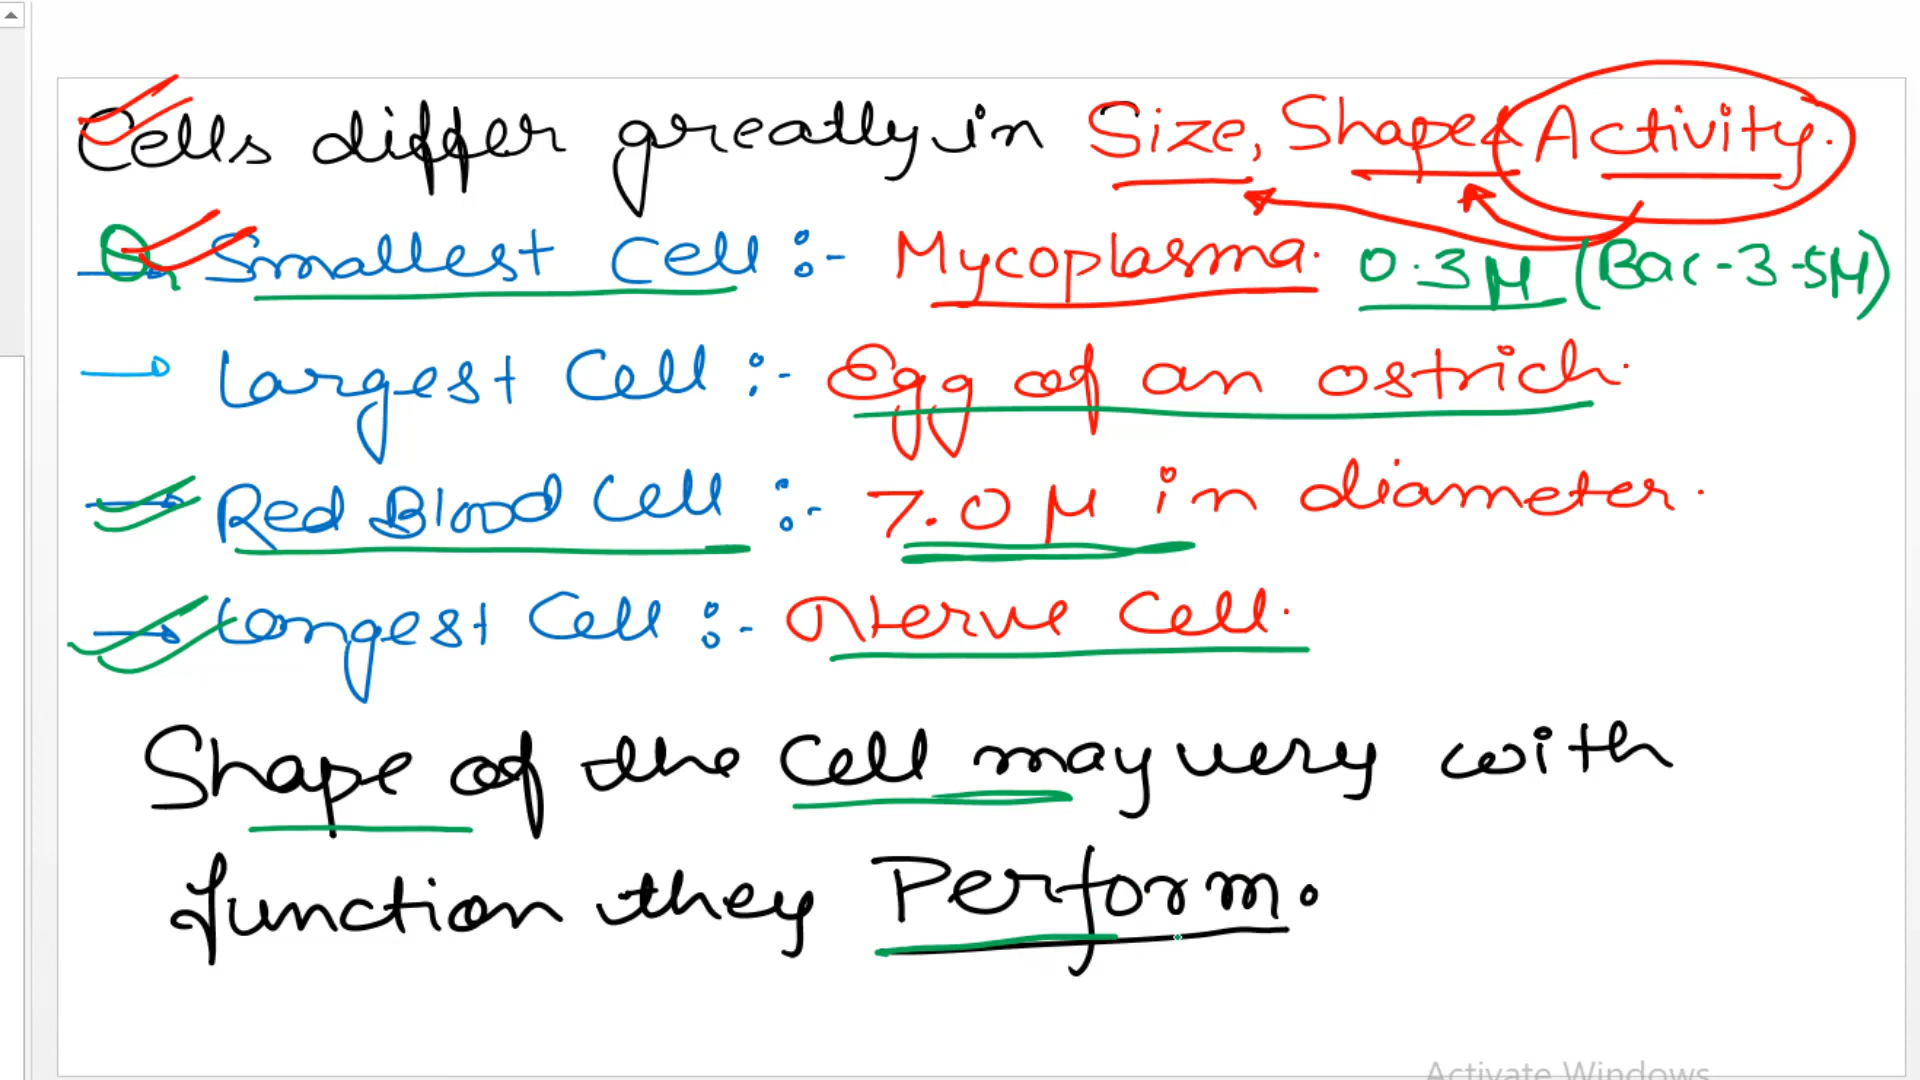 Cells differ greatly in Size, Shape & Activity.
Smallest Cell :- Mycoplasma. 0.3 µ (Bac - 3-5µ)
Largest Cell :- Egg of an ostrich.
Red Blood Cell :- 7.0 µ in diameter.
Longest Cell :- Nerve Cell.
Shape of the Cell may very with
function they Perform.
Activate Windows